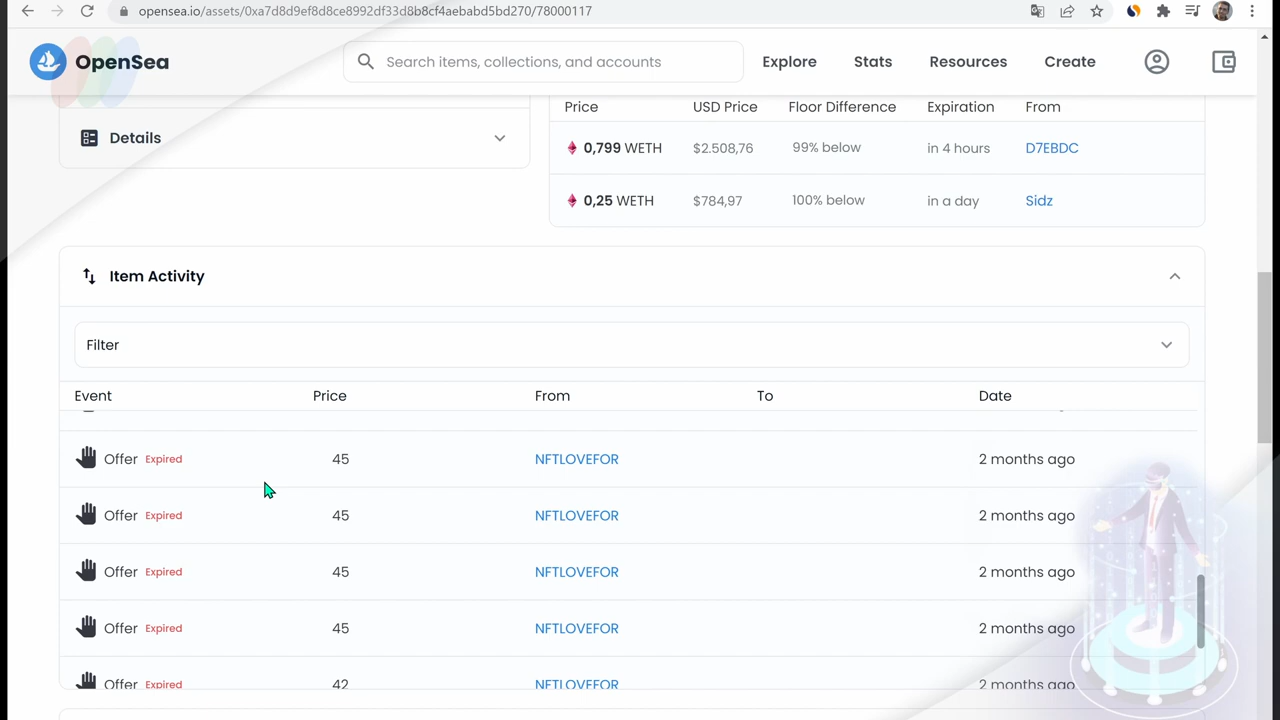 opensea.io/assets/0xa7d8d9ef8d8ce8992df33d8b8cf4aebabd5bd270/78000117
OpenSea
Search items, collections, and accounts
Explore
Stats
Resources
Create
Details
Price USD Price Floor Difference Expiration From
0,799 WETH $2.508,76 99% below in 4 hours D7EBDC
0,25 WETH $784,97 100% below in a day Sidz
Item Activity
Filter
Event Price From To Date
Offer Expired 45 NFTLOVEFOR 2 months ago
Offer Expired 45 NFTLOVEFOR 2 months ago
Offer Expired 45 NFTLOVEFOR 2 months ago
Offer Expired 45 NFTLOVEFOR 2 months ago
Offer Expired 42 NFTLOVEFOR 2 months ago